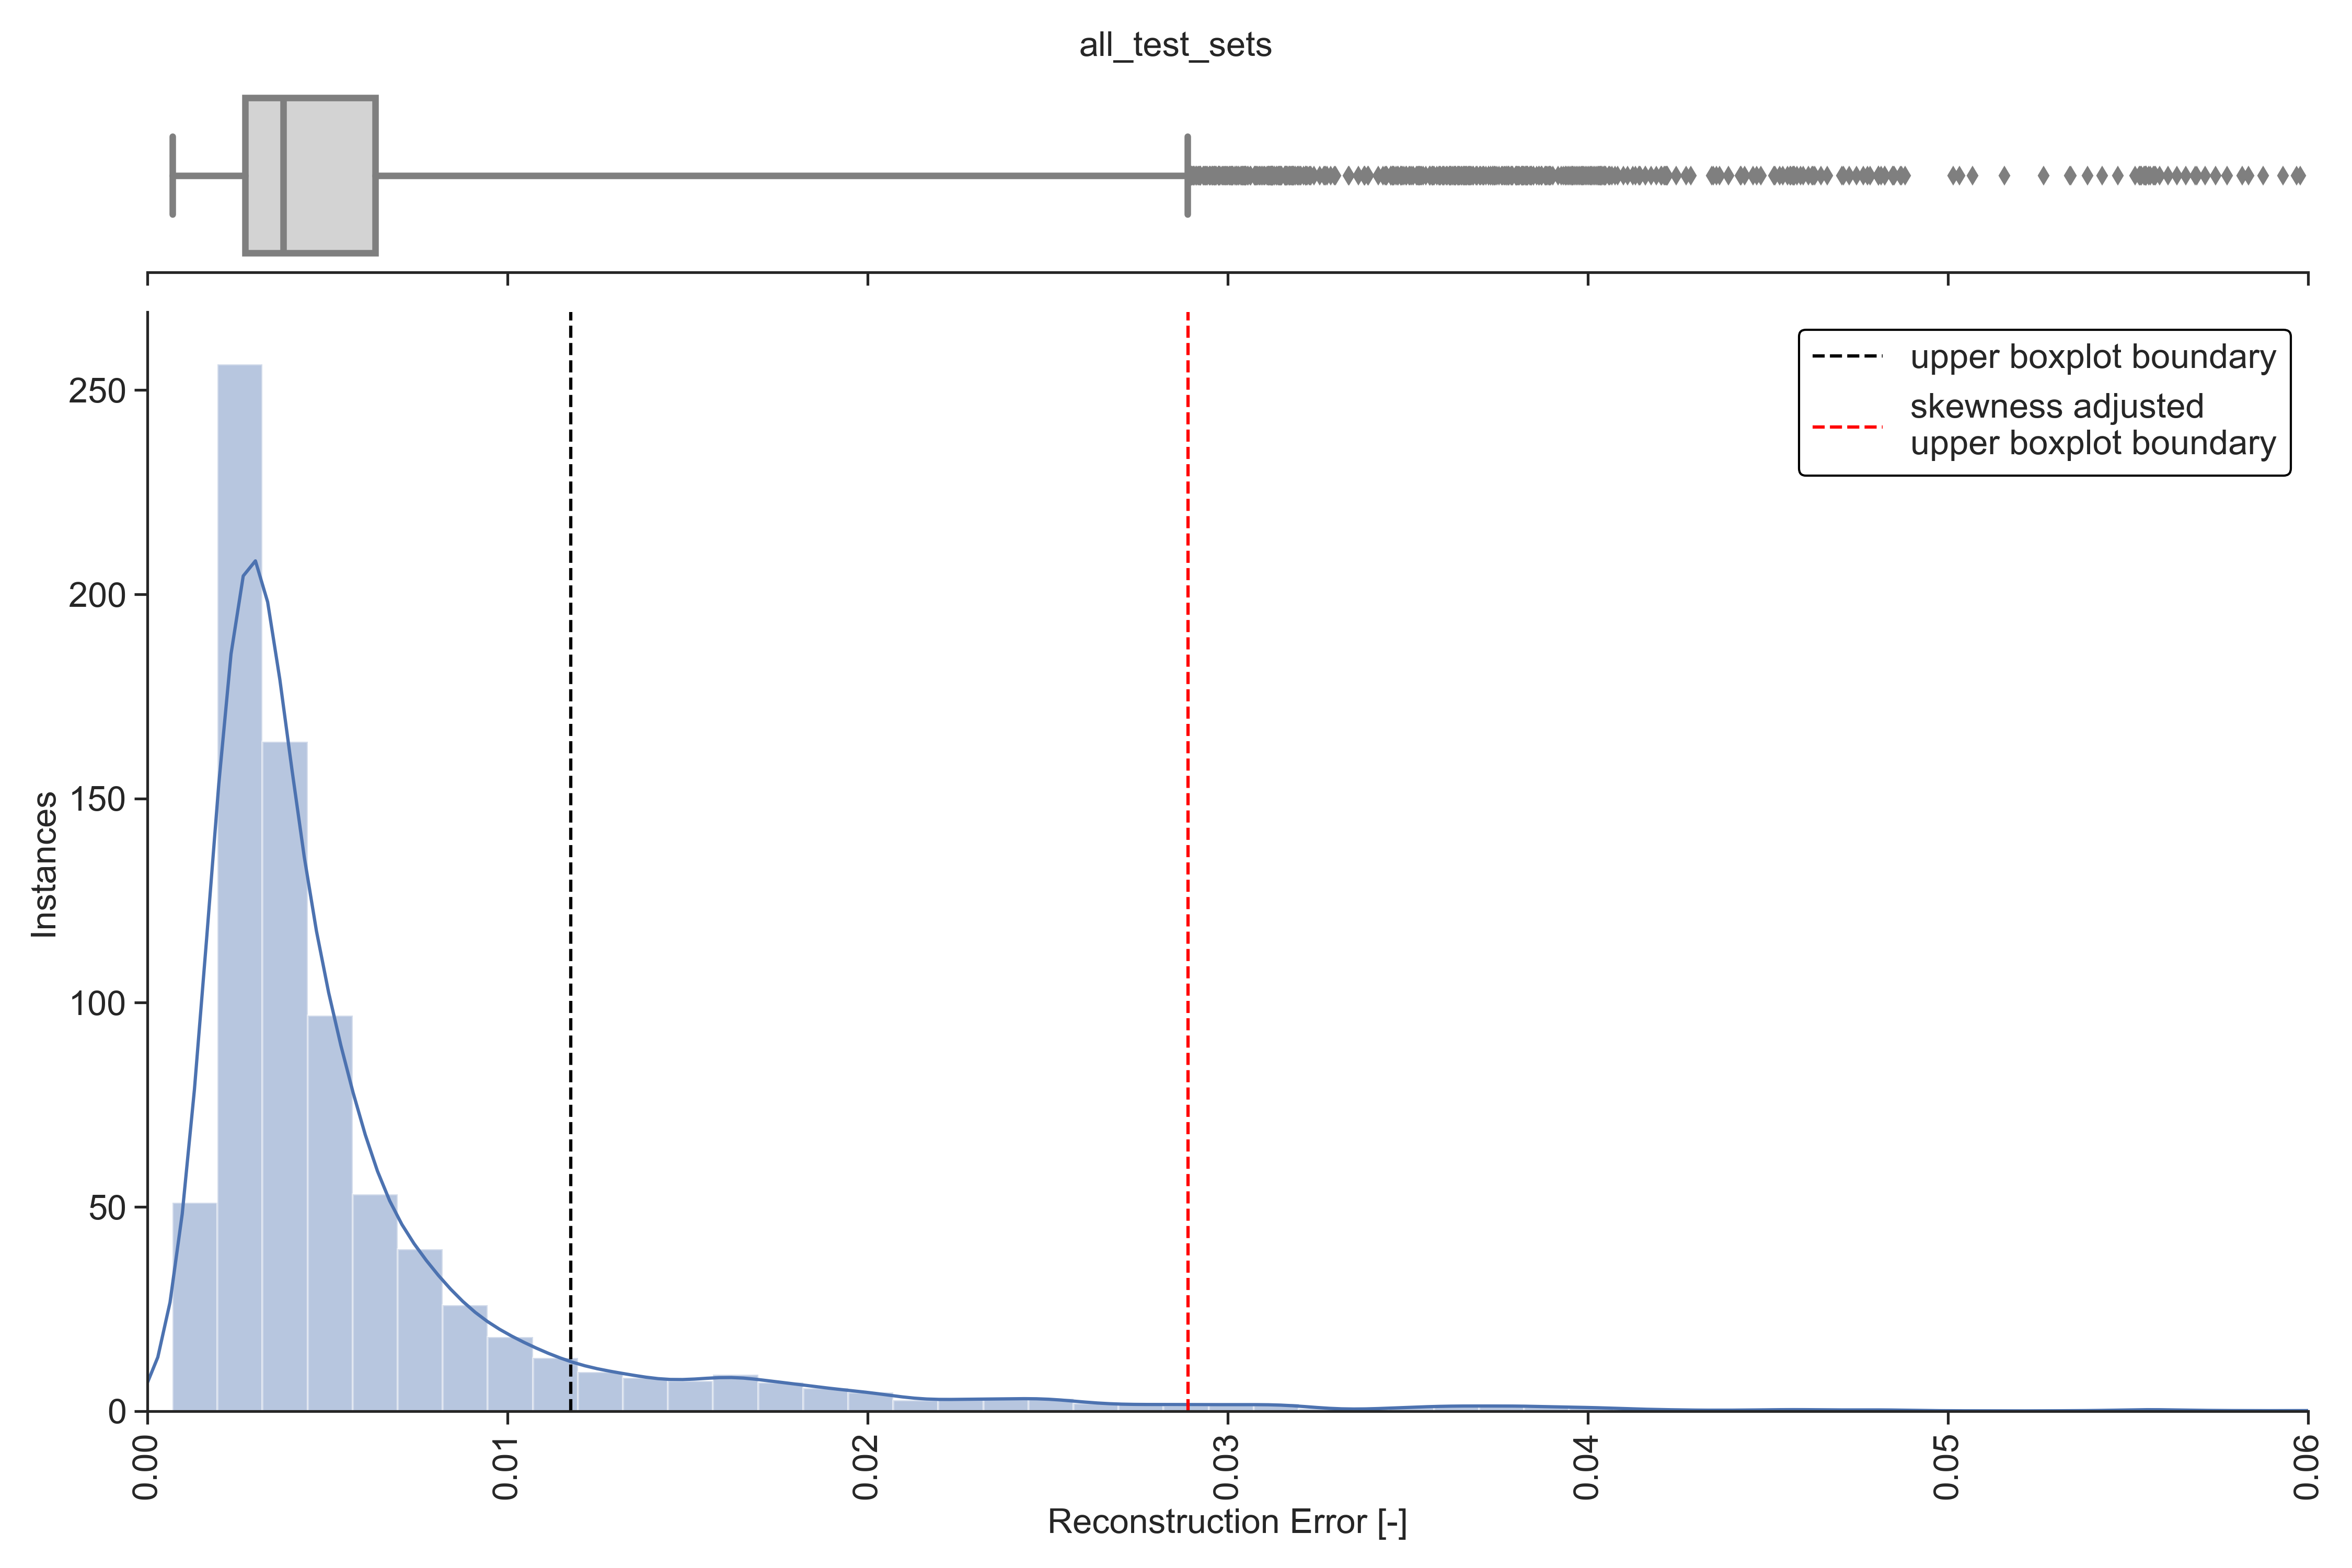 all_test_sets
upper boxplot boundary
skewness adjusted
upper boxplot boundary
250
200
150
100
50
0
Instances
0.00
0.01
0.02
0.03
0.04
0.05
0.06
Reconstruction Error [-]